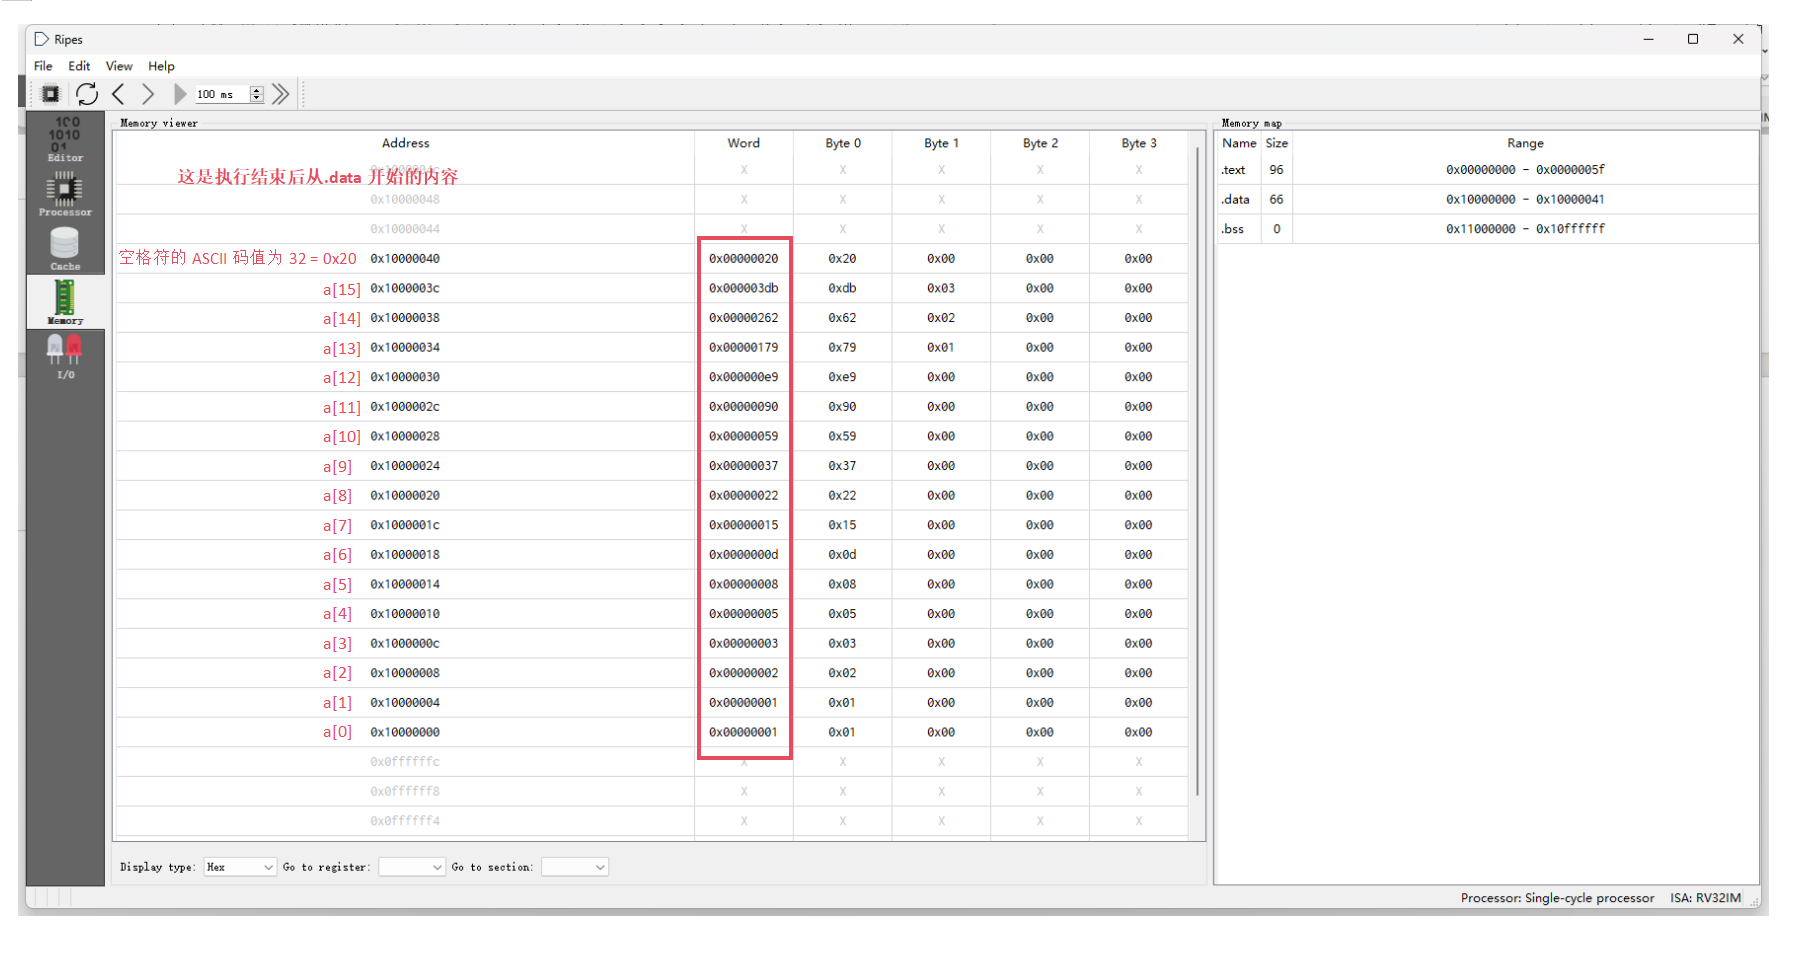 Ripes
File Edit View Help
100 ms
Editor
Processor
Cache
Memory
I/O
Memory viewer
Address Word Byte 0 Byte 1 Byte 2 Byte 3
0x1000004c X X X X X
这是执行结束后从.data 开始的内容
0x10000048 X X X X X
0x10000044 X X X X X
空格符的 ASCII 码值为 32 = 0x20 0x10000040 0x00000020 0x20 0x00 0x00 0x00
a[15] 0x1000003c 0x000003db 0xdb 0x03 0x00 0x00
a[14] 0x10000038 0x00000262 0x62 0x02 0x00 0x00
a[13] 0x10000034 0x00000179 0x79 0x01 0x00 0x00
a[12] 0x10000030 0x000000e9 0xe9 0x00 0x00 0x00
a[11] 0x1000002c 0x00000090 0x90 0x00 0x00 0x00
a[10] 0x10000028 0x00000059 0x59 0x00 0x00 0x00
a[9] 0x10000024 0x00000037 0x37 0x00 0x00 0x00
a[8] 0x10000020 0x00000022 0x22 0x00 0x00 0x00
a[7] 0x1000001c 0x00000015 0x15 0x00 0x00 0x00
a[6] 0x10000018 0x0000000d 0x0d 0x00 0x00 0x00
a[5] 0x10000014 0x00000008 0x08 0x00 0x00 0x00
a[4] 0x10000010 0x00000005 0x05 0x00 0x00 0x00
a[3] 0x1000000c 0x00000003 0x03 0x00 0x00 0x00
a[2] 0x10000008 0x00000002 0x02 0x00 0x00 0x00
a[1] 0x10000004 0x00000001 0x01 0x00 0x00 0x00
a[0] 0x10000000 0x00000001 0x01 0x00 0x00 0x00
0x0ffffffc X X X X X
0x0ffffff8 X X X X X
0x0ffffff4 X X X X X
Display type: Hex Go to register: Go to section:
Memory map
Name Size Range
.text 96 0x00000000 - 0x0000005f
.data 66 0x10000000 - 0x10000041
.bss 0 0x11000000 - 0x10ffffff
Processor: Single-cycle processor ISA: RV32IM